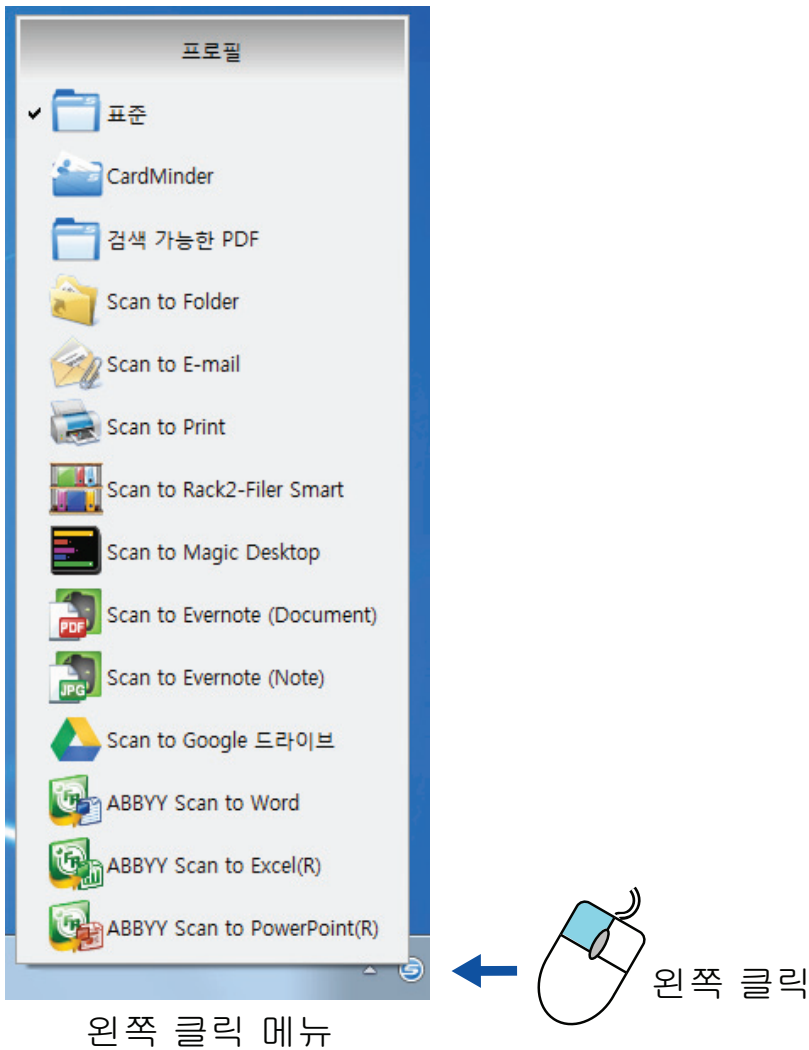 프로필
표준
CardMinder
검색 가능한 PDF
Scan to Folder
Scan to E-mail
Scan to Print
Scan to Rack2-Filer Smart
Scan to Magic Desktop
PDF
Scan to Evernote (Document)
JPG
Scan to Evernote (Note)
Scan to Google 드라이브
ABBYY Scan to Word
ABBYY Scan to Excel(R)
ABBYY Scan to PowerPoint(R)
왼쪽 클릭
왼쪽 클릭 메뉴